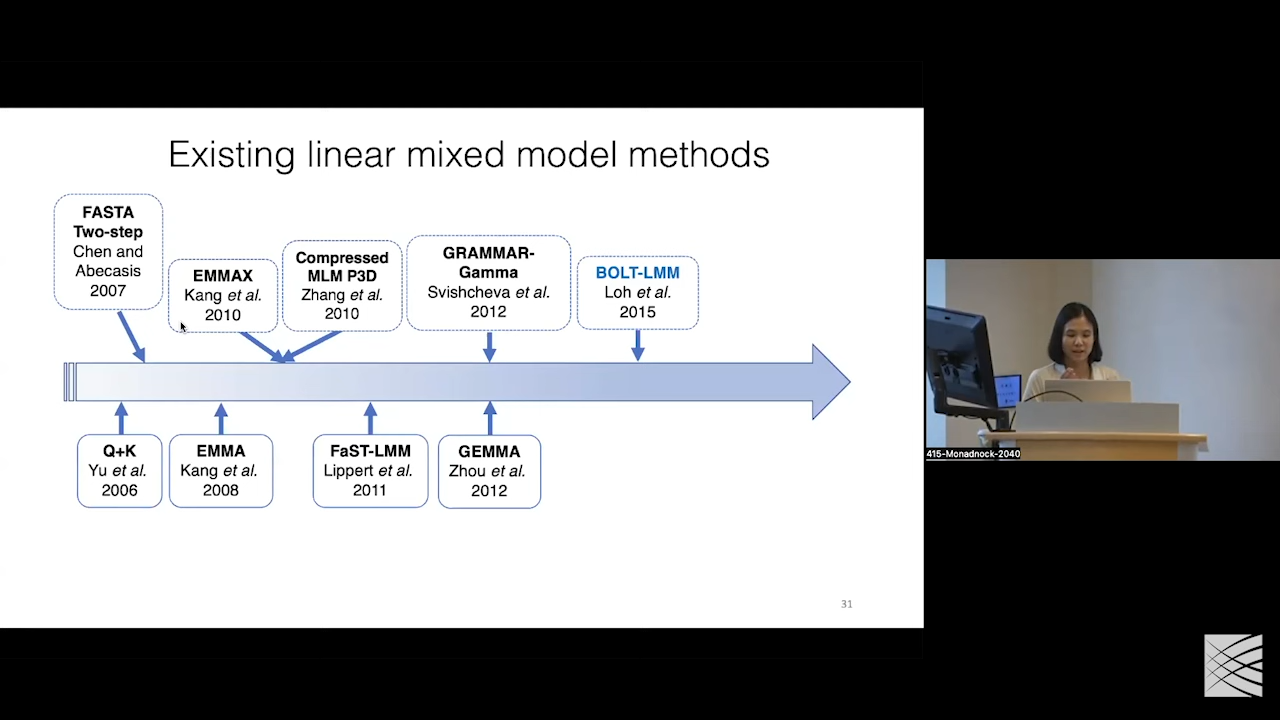 Existing linear mixed model methods
FASTA
Two-step
Chen and
Abecasis
2007
EMMAX
Kang et al.
2010
Compressed
MLM P3D
Zhang et al.
2010
GRAMMAR-
Gamma
Svishcheva et al.
2012
BOLT-LMM
Loh et al.
2015
Q+K
Yu et al.
2006
EMMA
Kang et al.
2008
FaST-LMM
Lippert et al.
2011
GEMMA
Zhou et al.
2012
31
415-Monadnock-2040